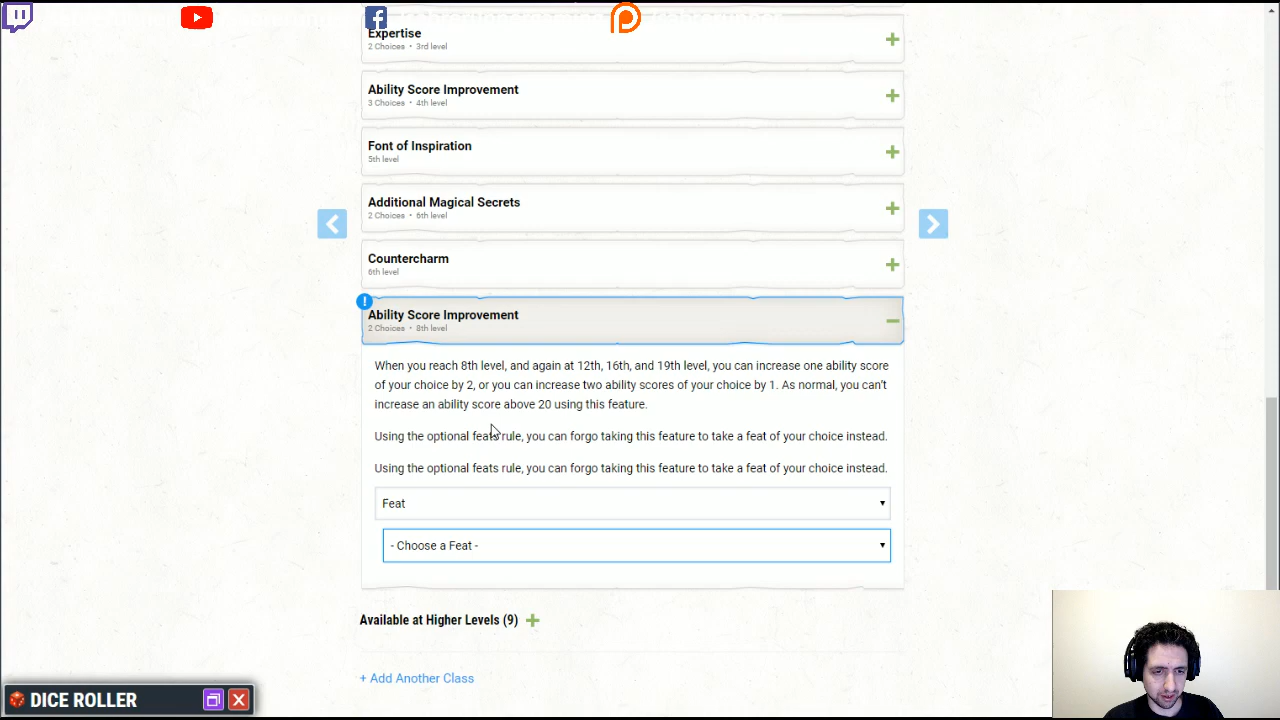 Expertise
2 Choices • 3rd level
Ability Score Improvement
3 Choices • 4th level
Font of Inspiration
5th level
Additional Magical Secrets
2 Choices • 6th level
Countercharm
6th level
!
Ability Score Improvement
2 Choices • 8th level
When you reach 8th level, and again at 12th, 16th, and 19th level, you can increase one ability score
of your choice by 2, or you can increase two ability scores of your choice by 1. As normal, you can't
increase an ability score above 20 using this feature.
Using the optional feats rule, you can forgo taking this feature to take a feat of your choice instead.
Using the optional feats rule, you can forgo taking this feature to take a feat of your choice instead.
Feat
- Choose a Feat -
Available at Higher Levels (9)
+ Add Another Class
DICE ROLLER